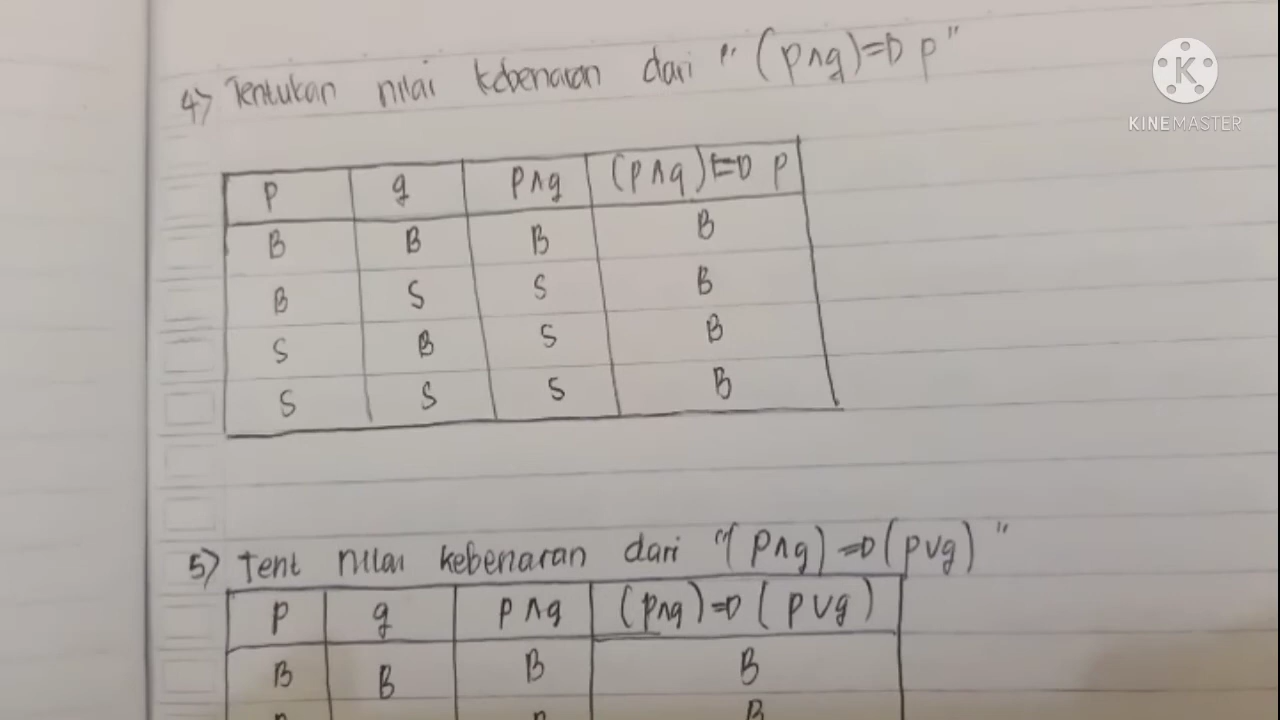 4) Tentukan nilai kebenaran dari "(p∧q)=D p"
KINEMASTER
p q p∧q (p∧q)=D p
B B B B
B S S B
S B S B
S S S B
5) Tent nilai kebenaran dari "(p∧q)=D(p∨q)"
p q p∧q (p∧q)=D(p∨q)
B B B B
B